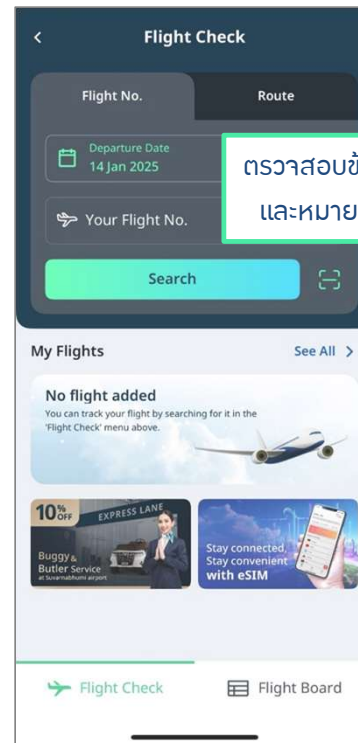 Flight Check
Flight No.
Route
Departure Date
14 Jan 2025
Your Flight No.
ตรวจสอบข้
และหมาย
Search
My Flights
See All
No flight added
You can track your flight by searching for it in the
'Flight Check' menu above.
10% OFF
EXPRESS LANE
Buggy &
Butler Service
at Suvarnabhumi airport
Stay connected,
Stay convenient
with eSIM
Flight Check
Flight Board